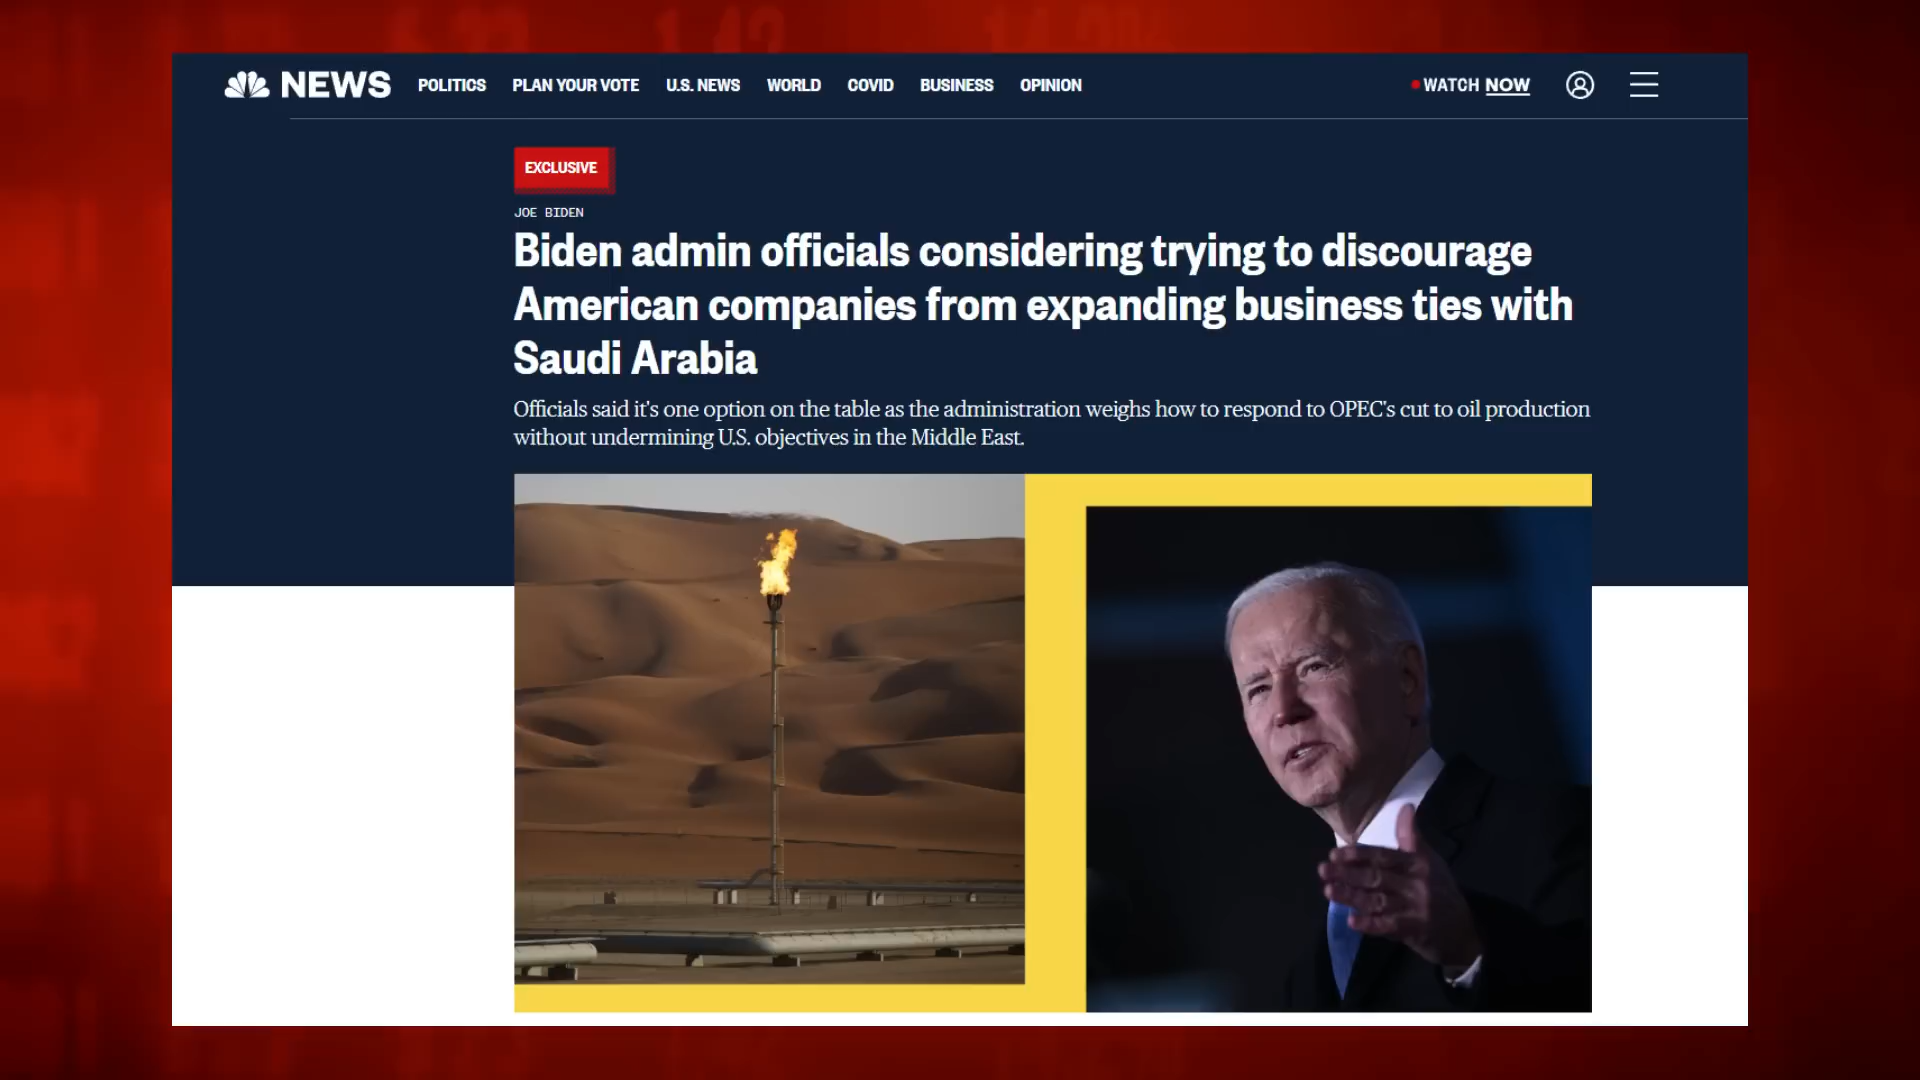 NEWS POLITICS PLAN YOUR VOTE U.S. NEWS WORLD COVID BUSINESS OPINION WATCH NOW
EXCLUSIVE
JOE BIDEN
Biden admin officials considering trying to discourage
American companies from expanding business ties with
Saudi Arabia
Officials said it's one option on the table as the administration weighs how to respond to OPEC's cut to oil production
without undermining U.S. objectives in the Middle East.